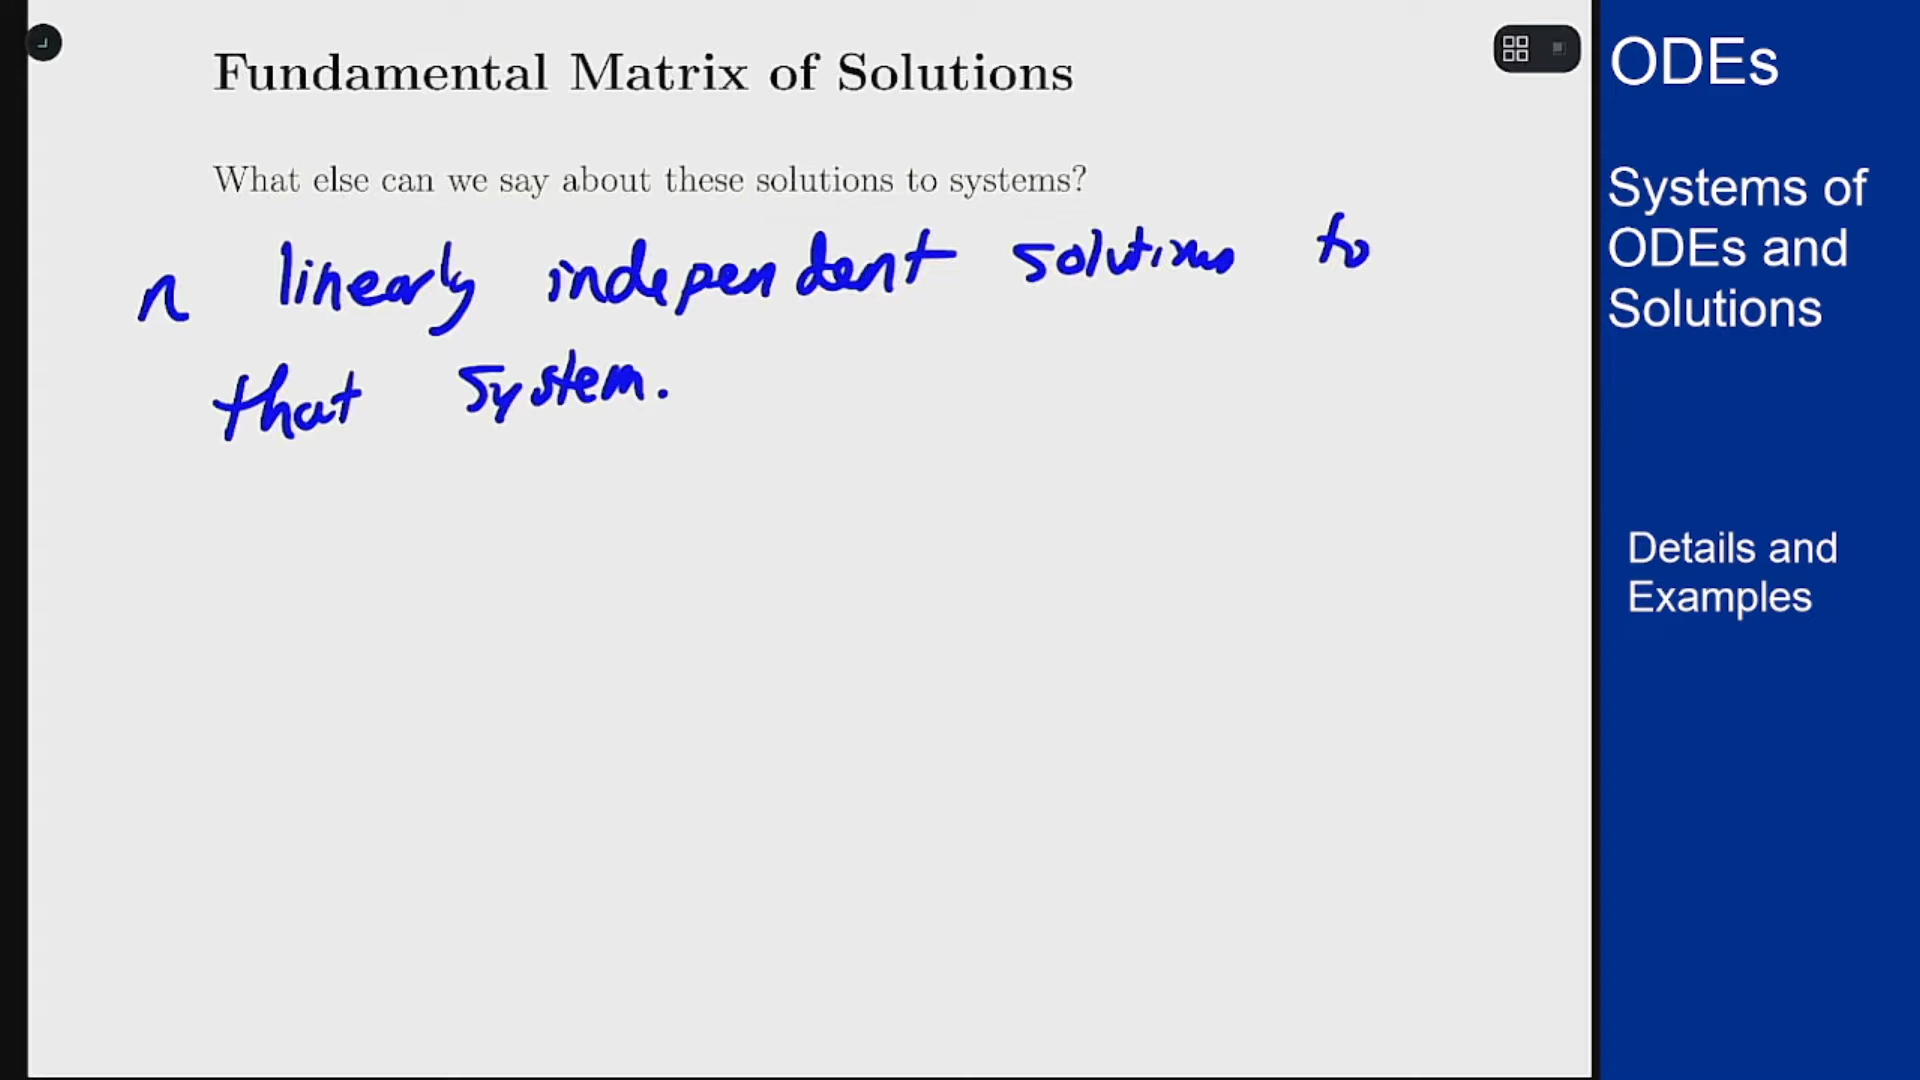 Fundamental Matrix of Solutions
What else can we say about these solutions to systems?
n linearly independent solutions to
that system.
ODEs
Systems of
ODEs and
Solutions
Details and
Examples